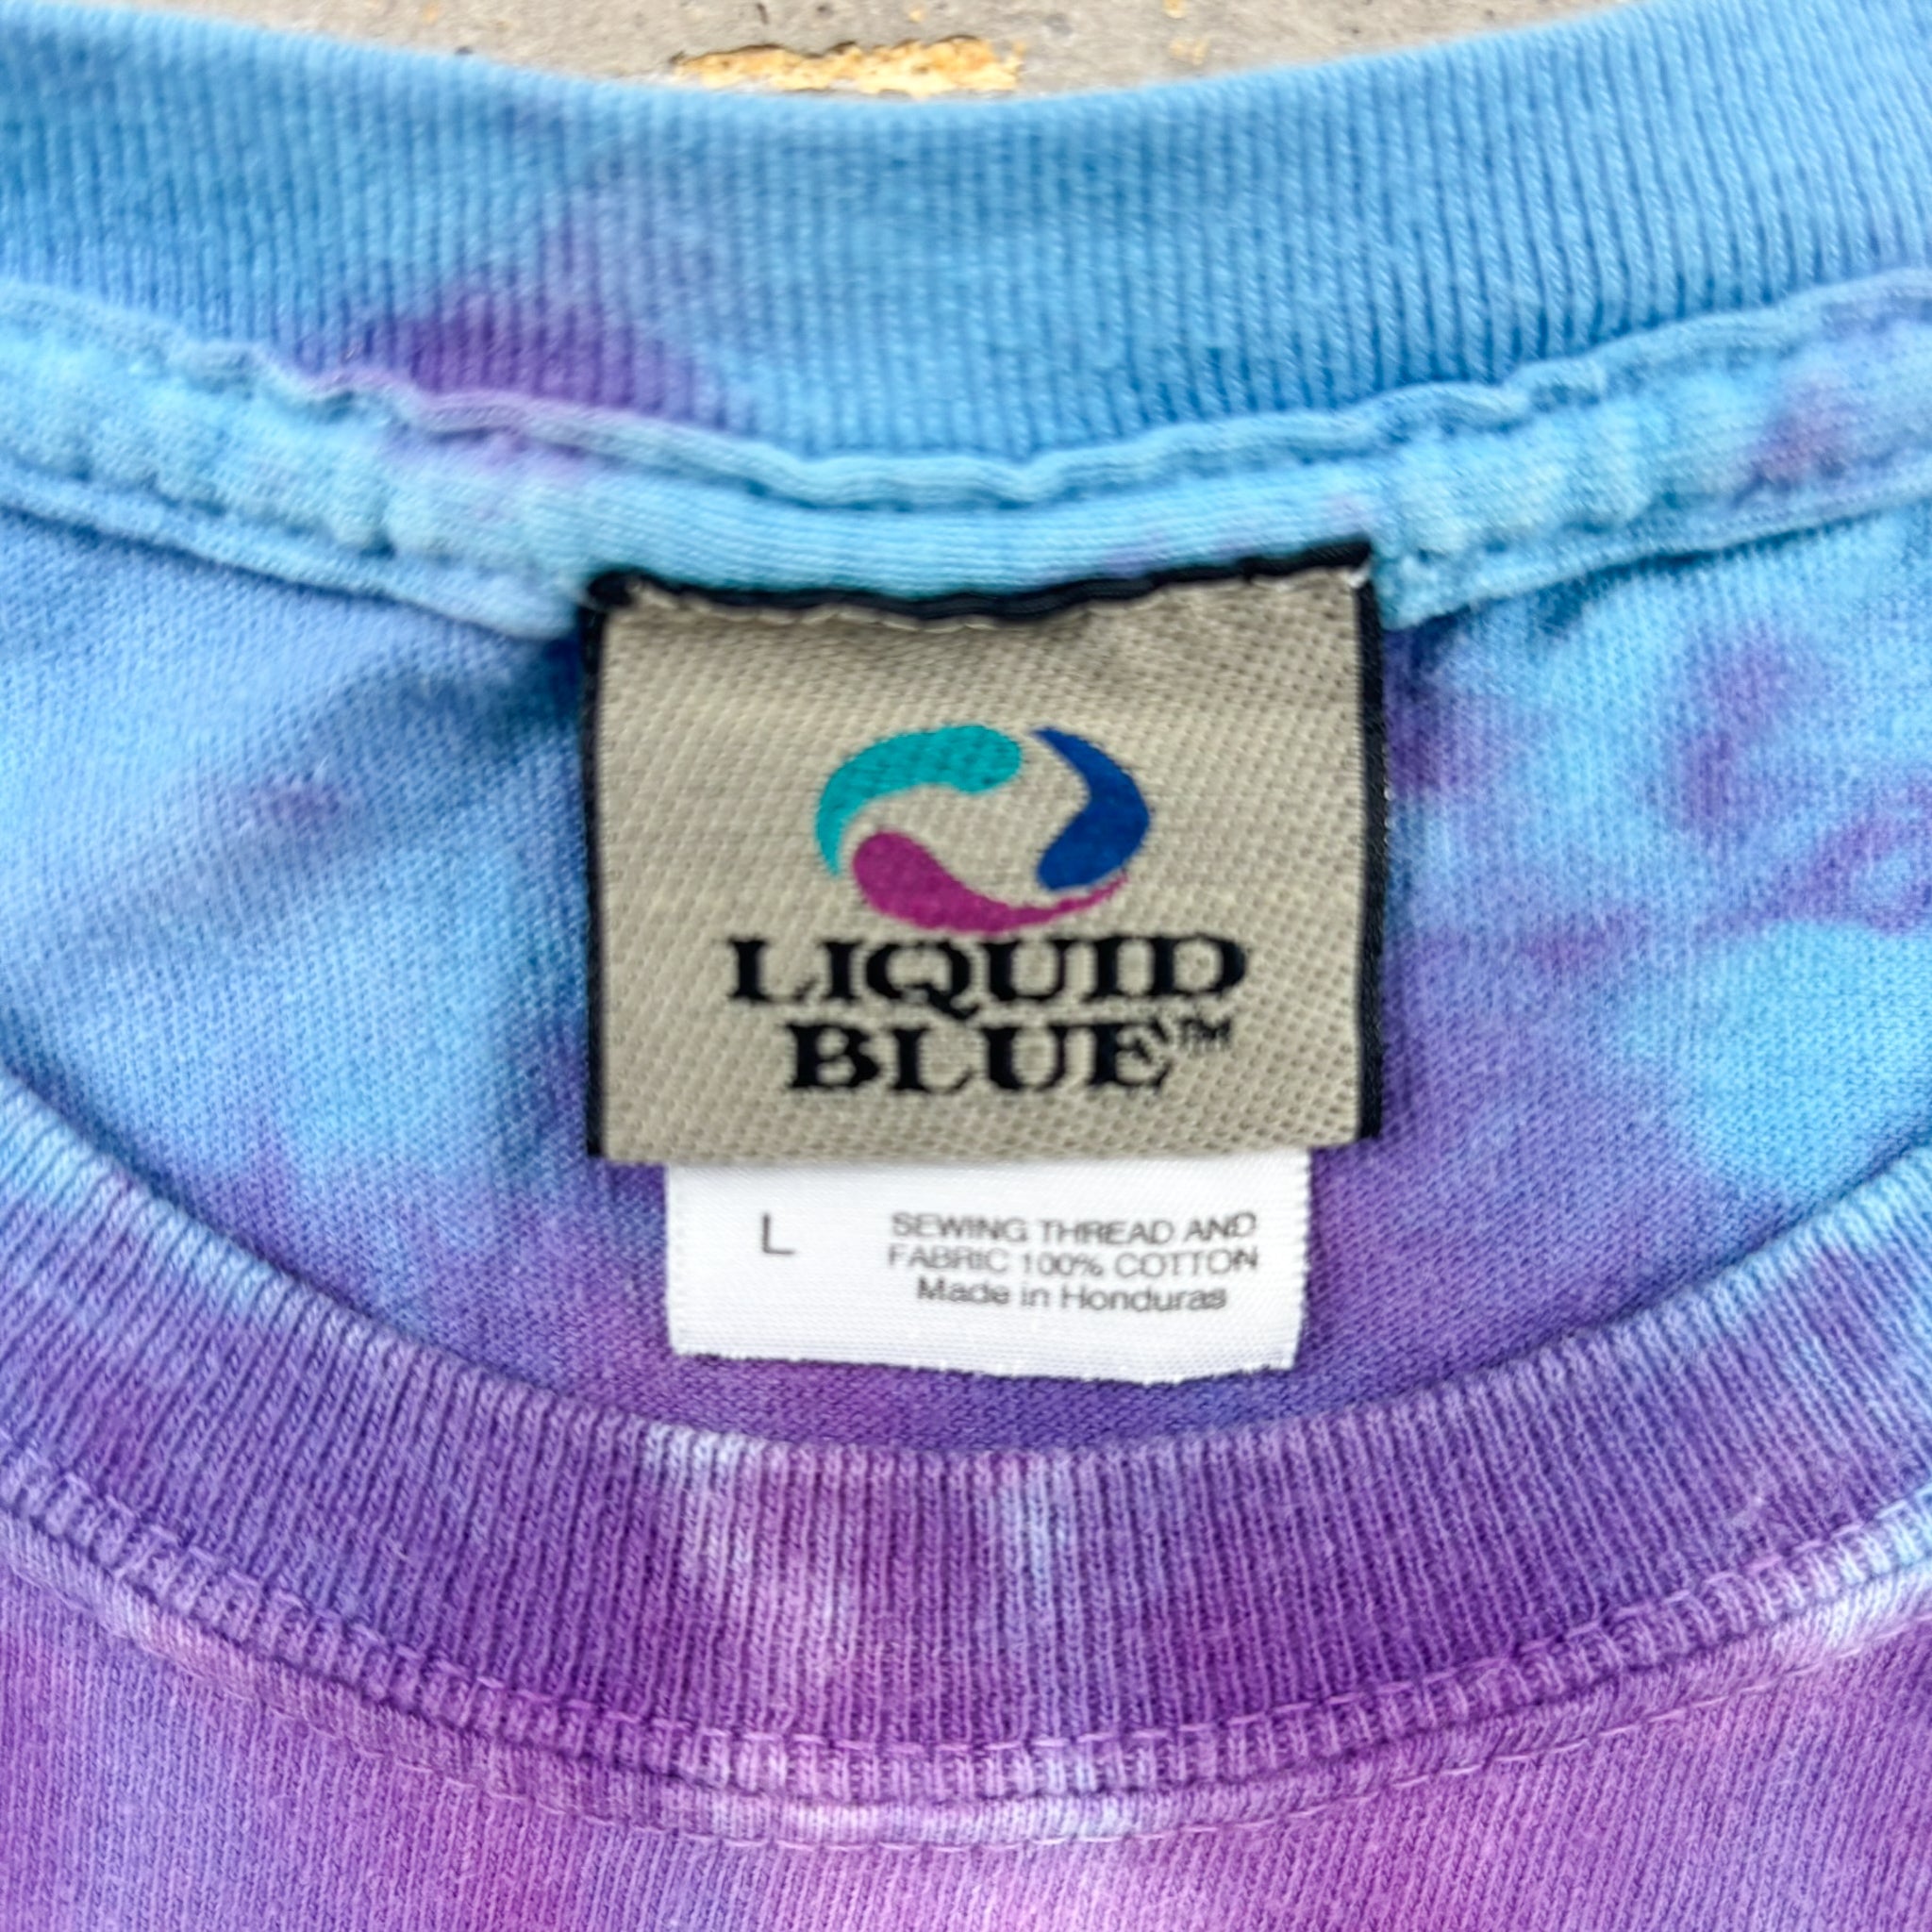 LIQUID
BLUE™
L
SEWING THREAD AND
FABRIC 100% COTTON
Made in Honduras